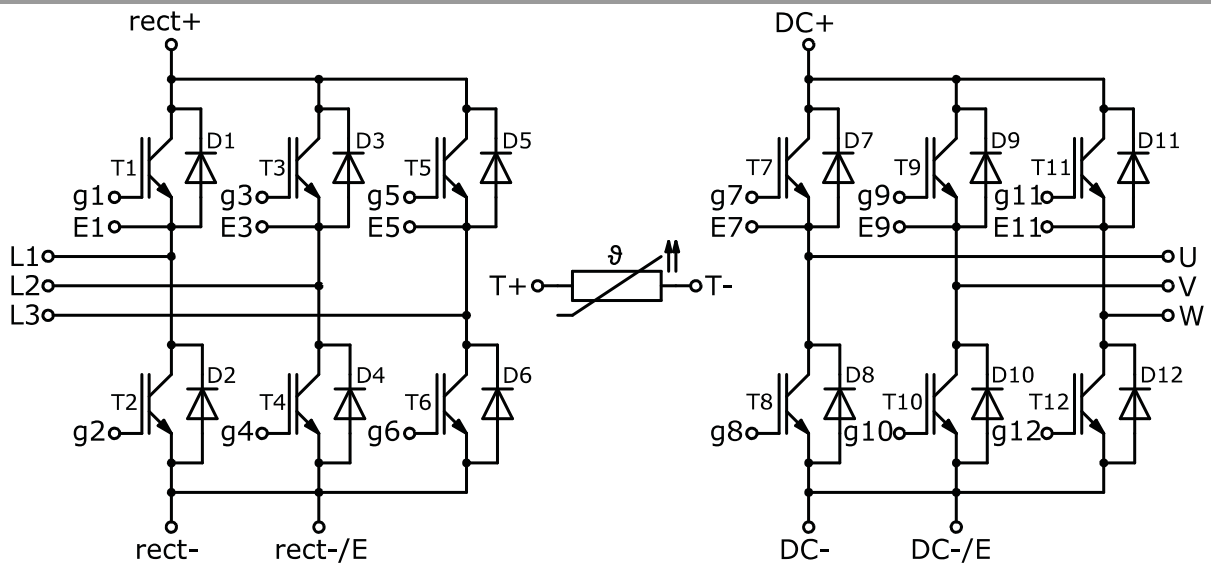 rect+
DC+
D1
D3
D5
D7
D9
D11
T1
T3
T5
T7
T9
T11
g1
g3
g5
g7
g9
g11
E1
E3
E5
E7
E9
E11
L1
L2
L3
ϑ
T+
T-
U
V
W
D2
D4
D6
D8
D10
D12
T2
T4
T6
T8
T10
T12
g2
g4
g6
g8
g10
g12
rect-
rect-/E
DC-
DC-/E